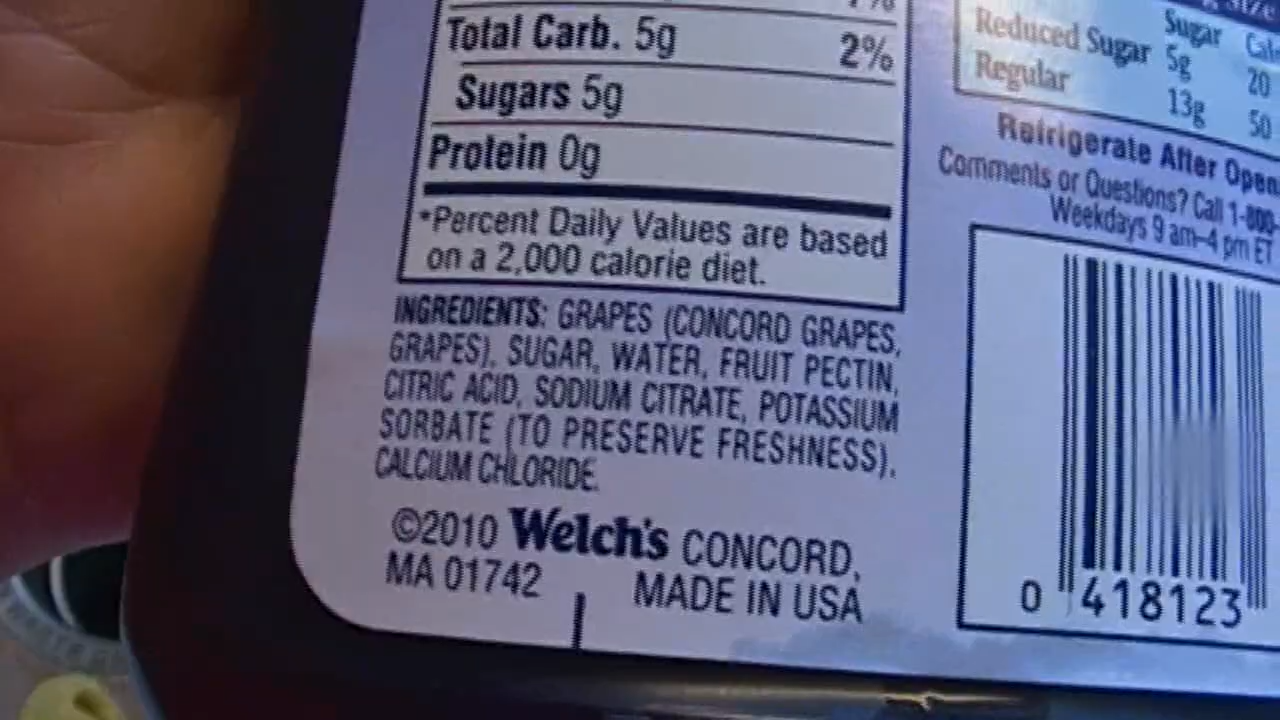 Total Carb. 5g 2%
Sugars 5g
Protein 0g
*Percent Daily Values are based
on a 2,000 calorie diet.
INGREDIENTS: GRAPES (CONCORD GRAPES,
GRAPES), SUGAR, WATER, FRUIT PECTIN,
CITRIC ACID, SODIUM CITRATE, POTASSIUM
SORBATE (TO PRESERVE FRESHNESS),
CALCIUM CHLORIDE.
©2010 Welch's CONCORD,
MA 01742 MADE IN USA
Sugar
Reduced Sugar 5g 20
Regular 13g 50
Refrigerate After Open
Comments or Questions? Call 1-800-
Weekdays 9 am-4 pm ET
0 418123